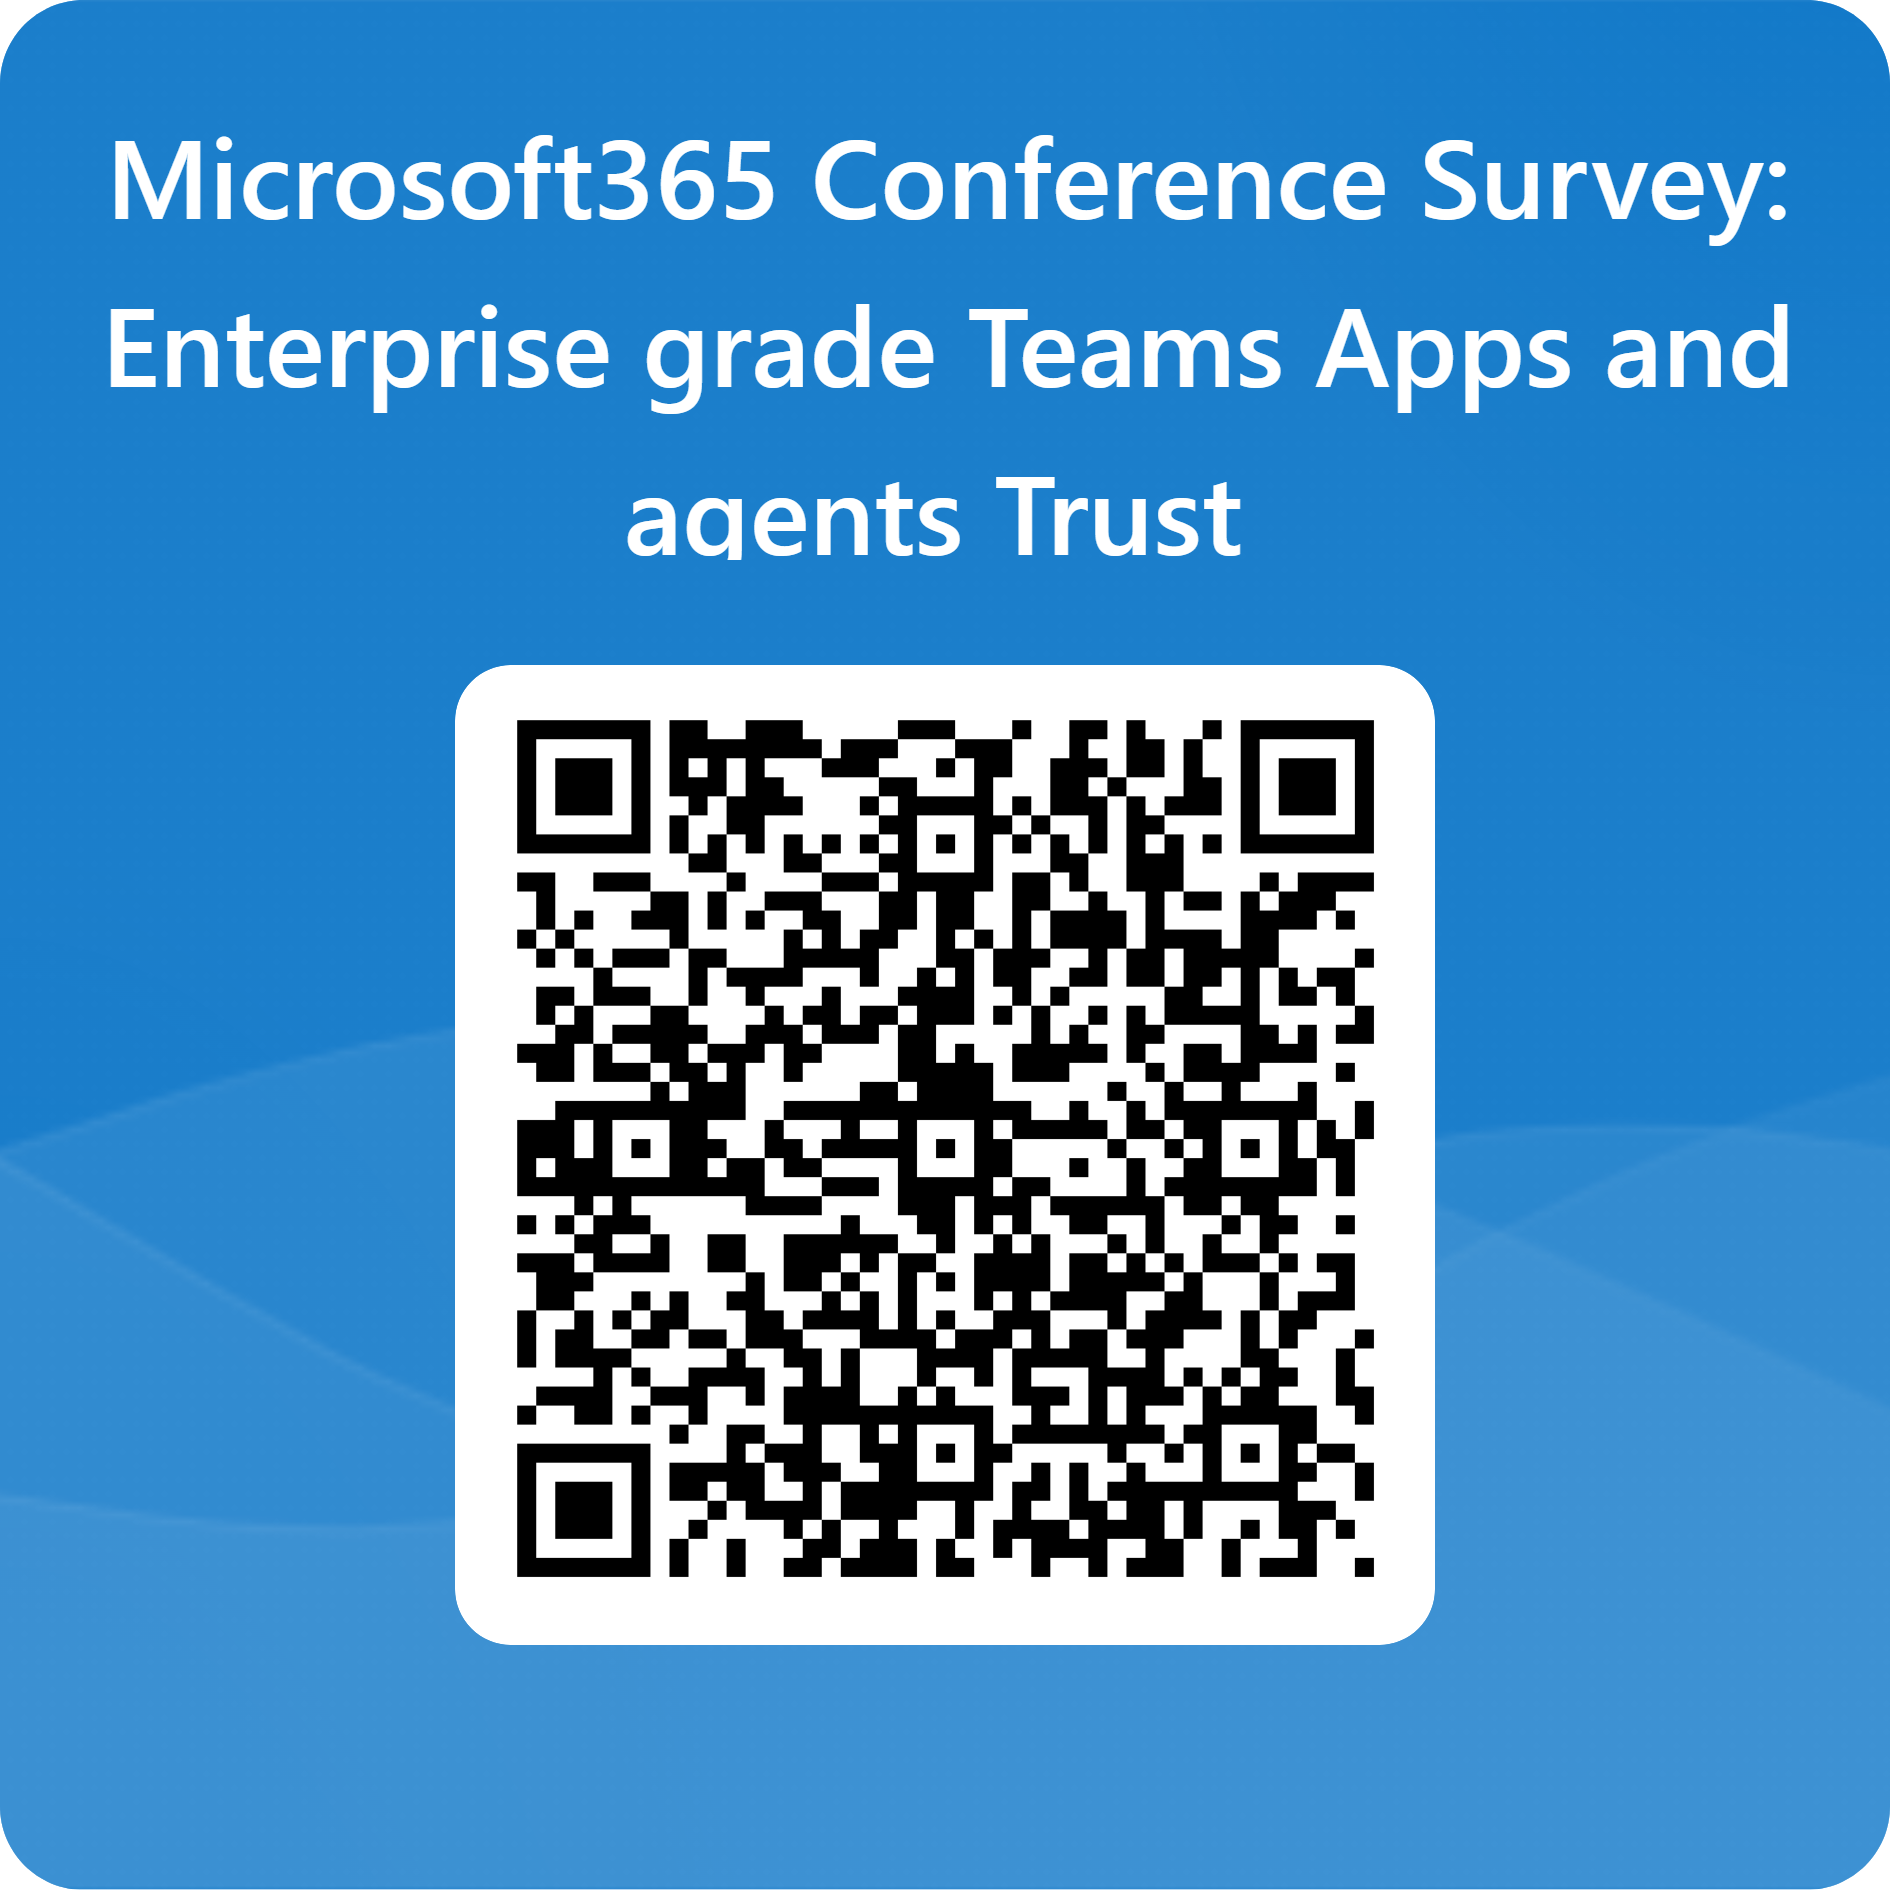 Microsoft365 Conference Survey:
Enterprise grade Teams Apps and
agents Trust